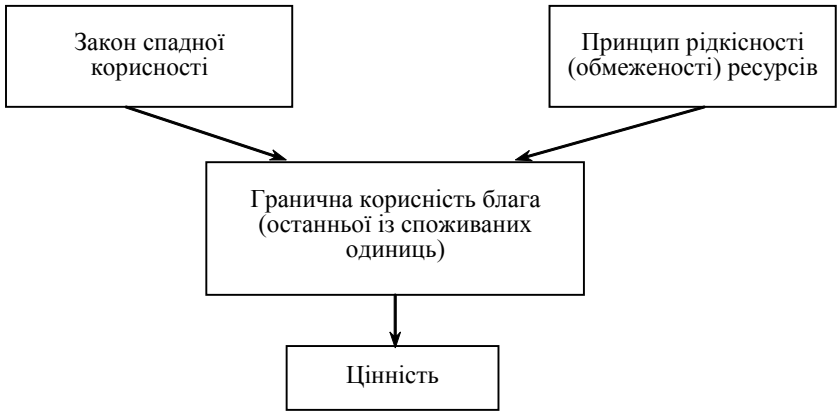 Закон спадної
корисності
Принцип рідкісності
(обмеженості) ресурсів
Гранична корисність блага
(останньої із споживаних
одиниць)
Цінність